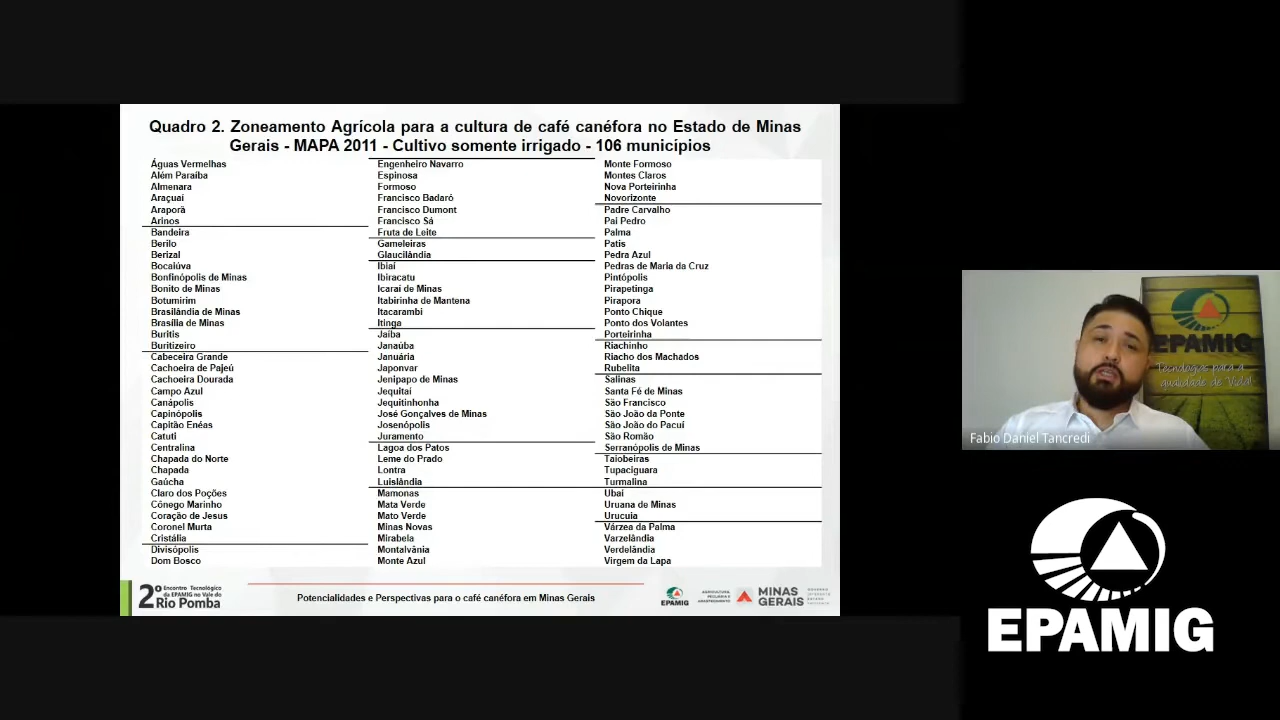 Quadro 2. Zoneamento Agrícola para a cultura de café canéfora no Estado de Minas
Gerais - MAPA 2011 - Cultivo somente irrigado - 106 municípios
Águas Vermelhas
Além Paraíba
Almenara
Araçuaí
Araporã
Arinos
Bandeira
Berilo
Berizal
Bocaiúva
Bonfinópolis de Minas
Bonito de Minas
Botumirim
Brasilândia de Minas
Brasília de Minas
Buritis
Buritizeiro
Cabeceira Grande
Cachoeira de Pajeú
Cachoeira Dourada
Campo Azul
Canápolis
Capinópolis
Capitão Enéas
Catuti
Centralina
Chapada do Norte
Chapada
Gaúcha
Claro dos Poções
Cônego Marinho
Coração de Jesus
Coronel Murta
Cristália
Divisópolis
Dom Bosco
Engenheiro Navarro
Espinosa
Formoso
Francisco Badaró
Francisco Dumont
Francisco Sá
Fruta de Leite
Gameleiras
Glaucilândia
Ibiaí
Ibiracatu
Icaraí de Minas
Itabirinha de Mantena
Itacarambi
Itinga
Jaíba
Janaúba
Januária
Japonvar
Jenipapo de Minas
Jequitaí
Jequitinhonha
José Gonçalves de Minas
Josenópolis
Juramento
Lagoa dos Patos
Leme do Prado
Lontra
Luislândia
Mamonas
Mata Verde
Mato Verde
Minas Novas
Mirabela
Montalvânia
Monte Azul
Monte Formoso
Montes Claros
Nova Porteirinha
Novorizonte
Padre Carvalho
Pai Pedro
Palma
Patis
Pedra Azul
Pedras de Maria da Cruz
Pintópolis
Pirapetinga
Pirapora
Ponto Chique
Ponto dos Volantes
Porteirinha
Riachinho
Riacho dos Machados
Rubelita
Salinas
Santa Fé de Minas
São Francisco
São João da Ponte
São João do Pacuí
São Romão
Serranópolis de Minas
Taiobeiras
Tupaciguara
Turmalina
Ubaí
Uruana de Minas
Urucuia
Várzea da Palma
Varzelândia
Verdelândia
Virgem da Lapa
2º Encontro Tecnológico
da EPAMIG no Vale do
Rio Pomba
Potencialidades e Perspectivas para o café canéfora em Minas Gerais
EPAMIG
AGRICULTURA,
PECUÁRIA E
ABASTECIMENTO
MINAS
GERAIS
EPAMIG
Tecnologias para a
qualidade de Vida!
Fabio Daniel Tancredi
EPAMIG